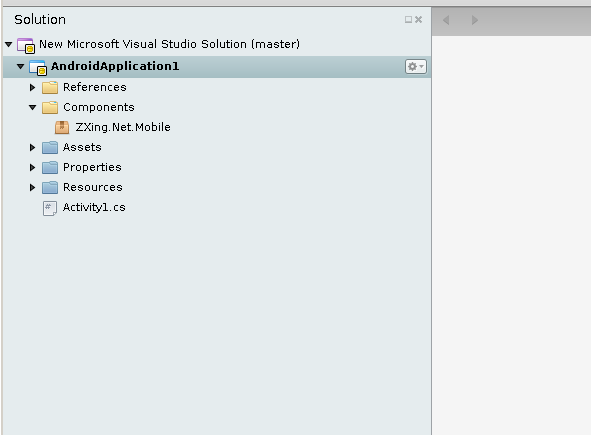 Solution
New Microsoft Visual Studio Solution (master)
AndroidApplication1
References
Components
ZXing.Net.Mobile
Assets
Properties
Resources
Activity1.cs